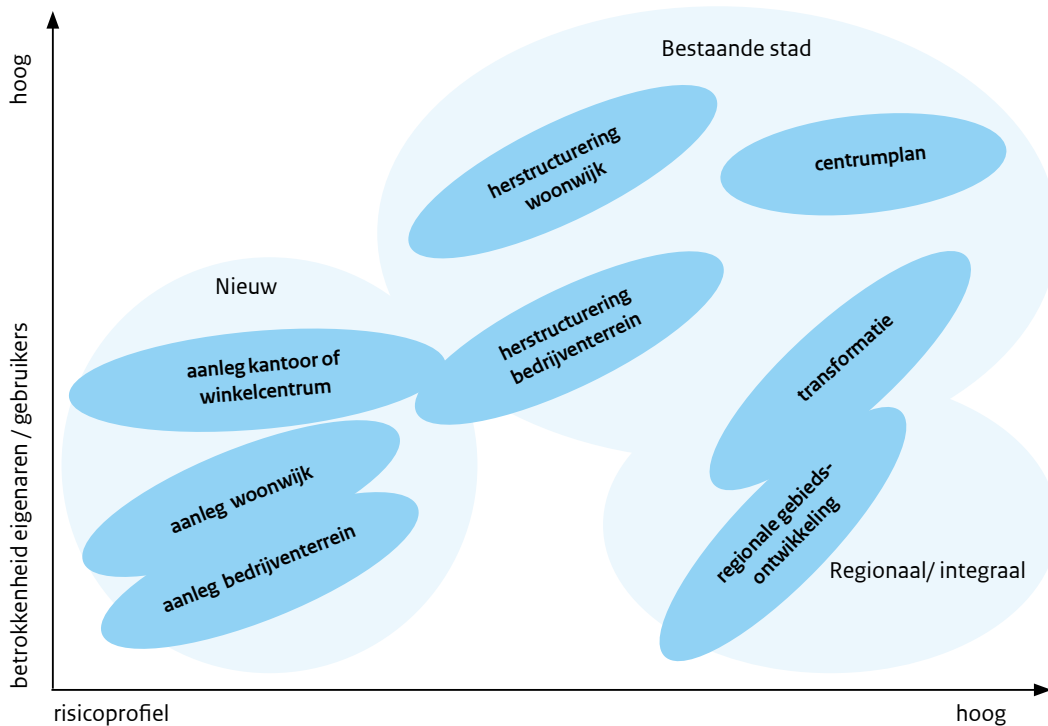 hoog
betrokkenheid eigenaren / gebruikers
Bestaande stad
herstructurering
woonwijk
centrumplan
Nieuw
aanleg kantoor of
winkelcentrum
herstructurering
bedrijventerrein
transformatie
aanleg woonwijk
aanleg bedrijventerrein
regionale gebieds-
ontwikkeling
Regionaal/ integraal
risicoprofiel
hoog